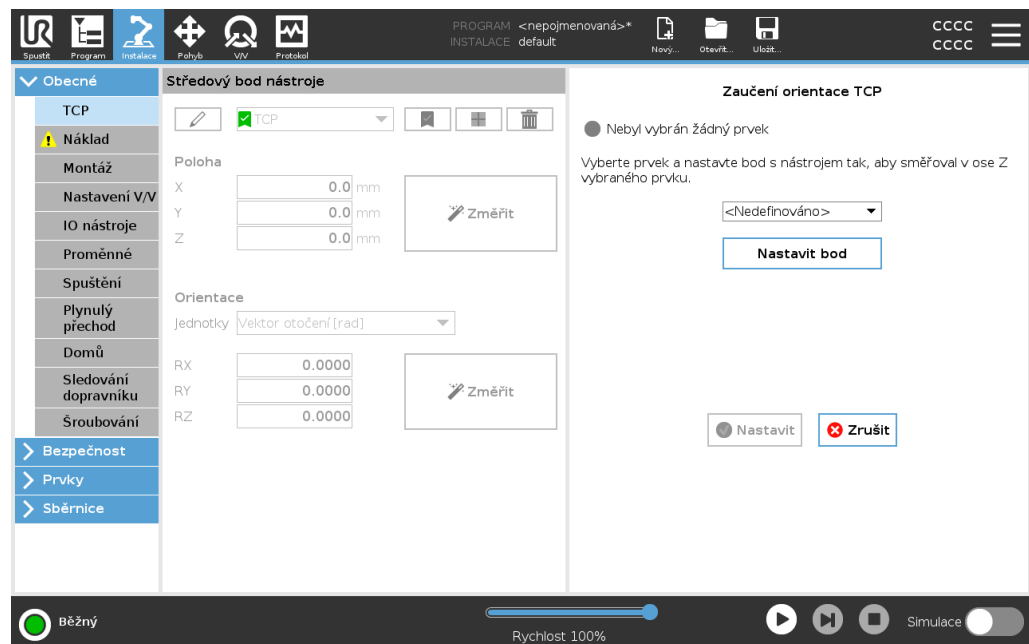 PROGRAM <nepojmenovaná>*
INSTALACE default
Spustit
Program
Instalace
Pohyb
V/V
Protokol
Nový...
Otevřít...
Uložit...
CCCC
CCCC
Obecné
TCP
Náklad
Montáž
Nastavení V/V
IO nástroje
Proměnné
Spuštění
Plynulý
přechod
Domů
Sledování
dopravníku
Šroubování
Bezpečnost
Prvky
Sběrnice
Středový bod nástroje
TCP
Poloha
X 0.0 mm
Y 0.0 mm
Z 0.0 mm
Změřit
Orientace
Jednotky Vektor otočení [rad]
RX 0.0000
RY 0.0000
RZ 0.0000
Změřit
Zaučení orientace TCP
Nebyl vybrán žádný prvek
Vyberte prvek a nastavte bod s nástrojem tak, aby směřoval v ose Z
vybraného prvku.
<Nedefinováno>
Nastavit bod
Nastavit
Zrušit
Běžný
Rychlost 100%
Simulace